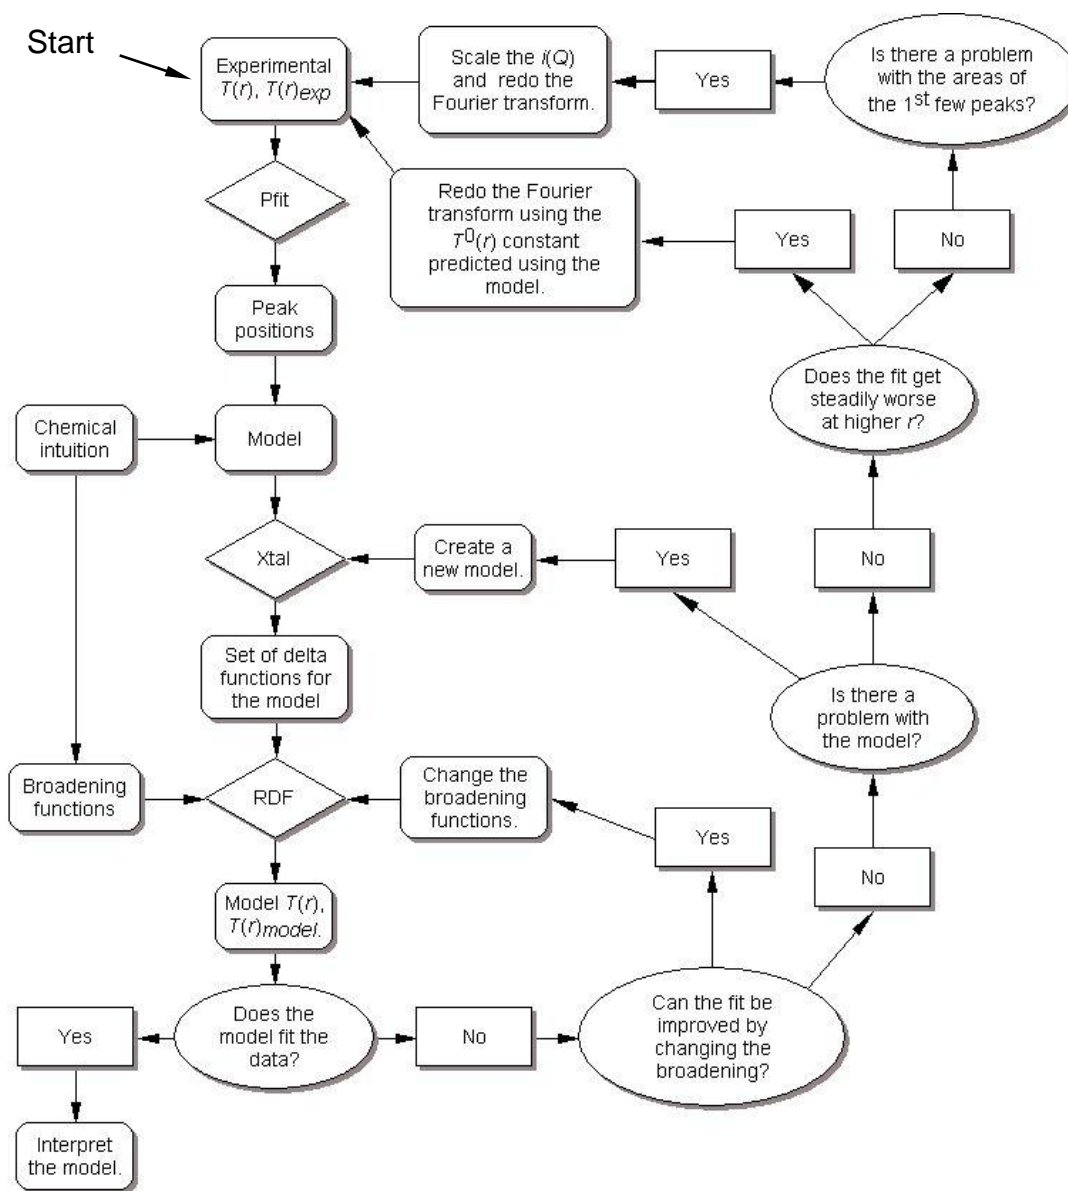 Start
Experimental
T(r), T(r)exp
Scale the i(Q)
and redo the
Fourier transform.
Yes
Is there a problem
with the areas of
the 1st few peaks?
Pfit
Redo the Fourier
transform using the
T0(r) constant
predicted using the
model.
Yes
No
Peak
positions
Does the fit get
steadily worse
at higher r?
Chemical
intuition
Model
Xtal
Create a
new model.
Yes
No
Set of delta
functions for
the model
Is there a
problem with
the model?
Broadening
functions
RDF
Change the
broadening
functions.
Yes
No
Model T(r),
T(r)model.
Yes
Does the
model fit the
data?
No
Can the fit be
improved by
changing the
broadening?
Interpret
the model.